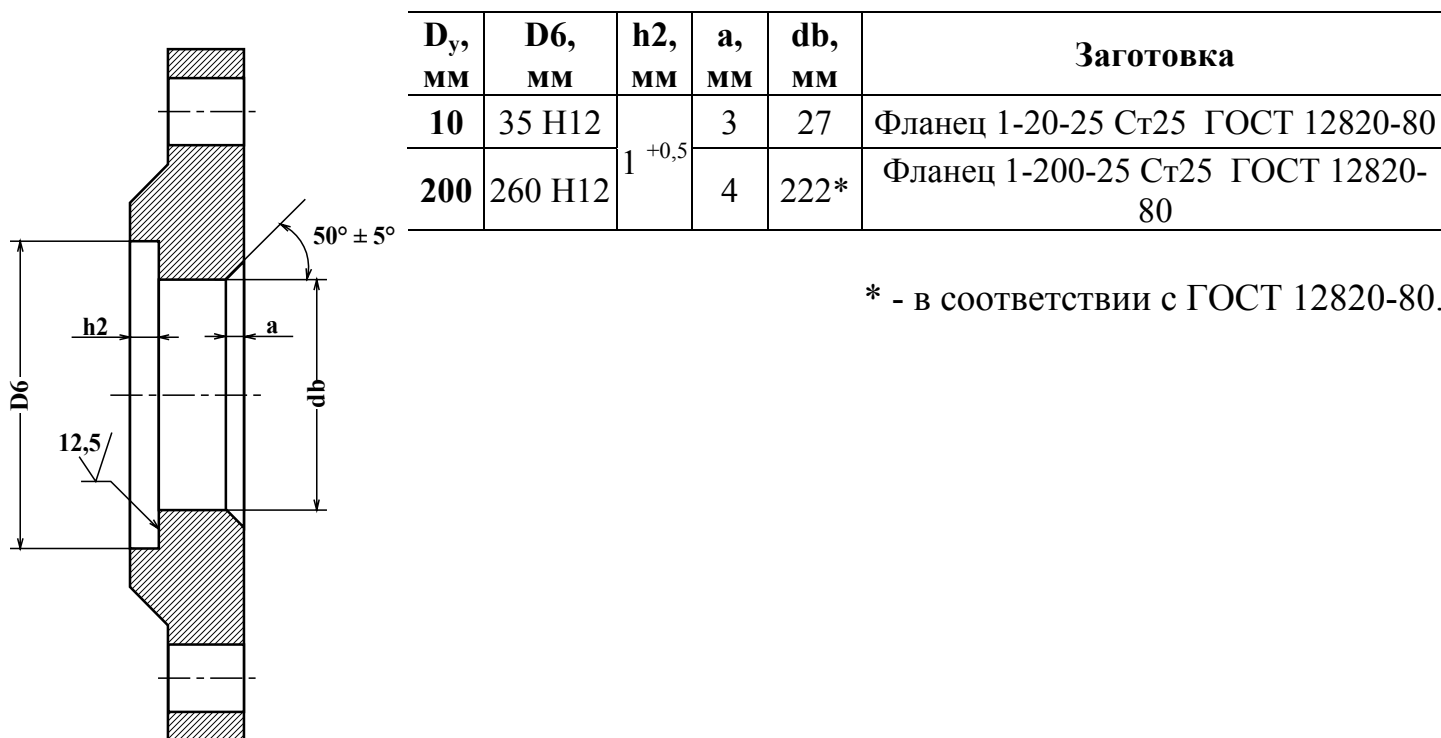 Dу, мм D6, мм h2, мм a, мм db, мм Заготовка
10 35 H12 1 +0,5 3 27 Фланец 1-20-25 Ст25 ГОСТ 12820-80
200 260 H12 4 222* Фланец 1-200-25 Ст25 ГОСТ 12820-
80
* - в соответствии с ГОСТ 12820-80.
50° ± 5°
h2
a
D6
db
12,5